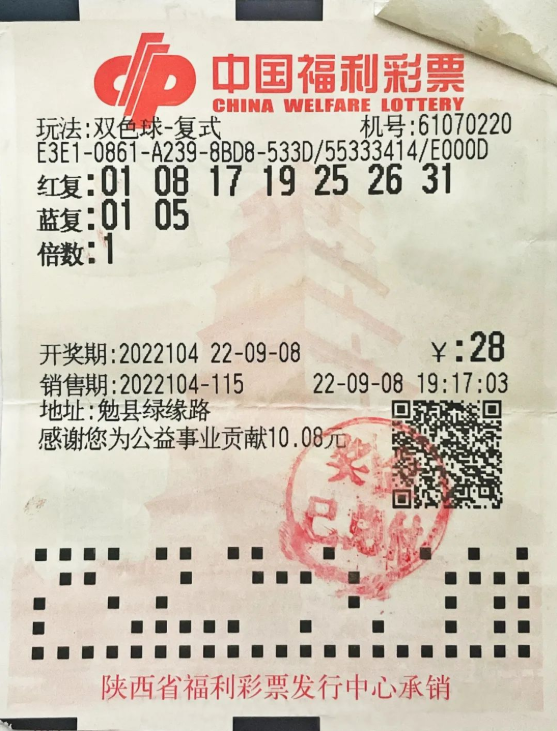 中国福利彩票
CHINA WELFARE LOTTERY
玩法:双色球-复式 机号:61070220
E3E1-0861-A239-8BD8-533D/55333414/E000D
红复:01 08 17 19 25 26 31
蓝复:01 05
倍数:1
开奖期:2022104 22-09-08 ¥:28
销售期:2022104-115 22-09-08 19:17:03
地址:勉县绿缘路
感谢您为公益事业贡献10.08元
奖
已
陕西省福利彩票发行中心承销